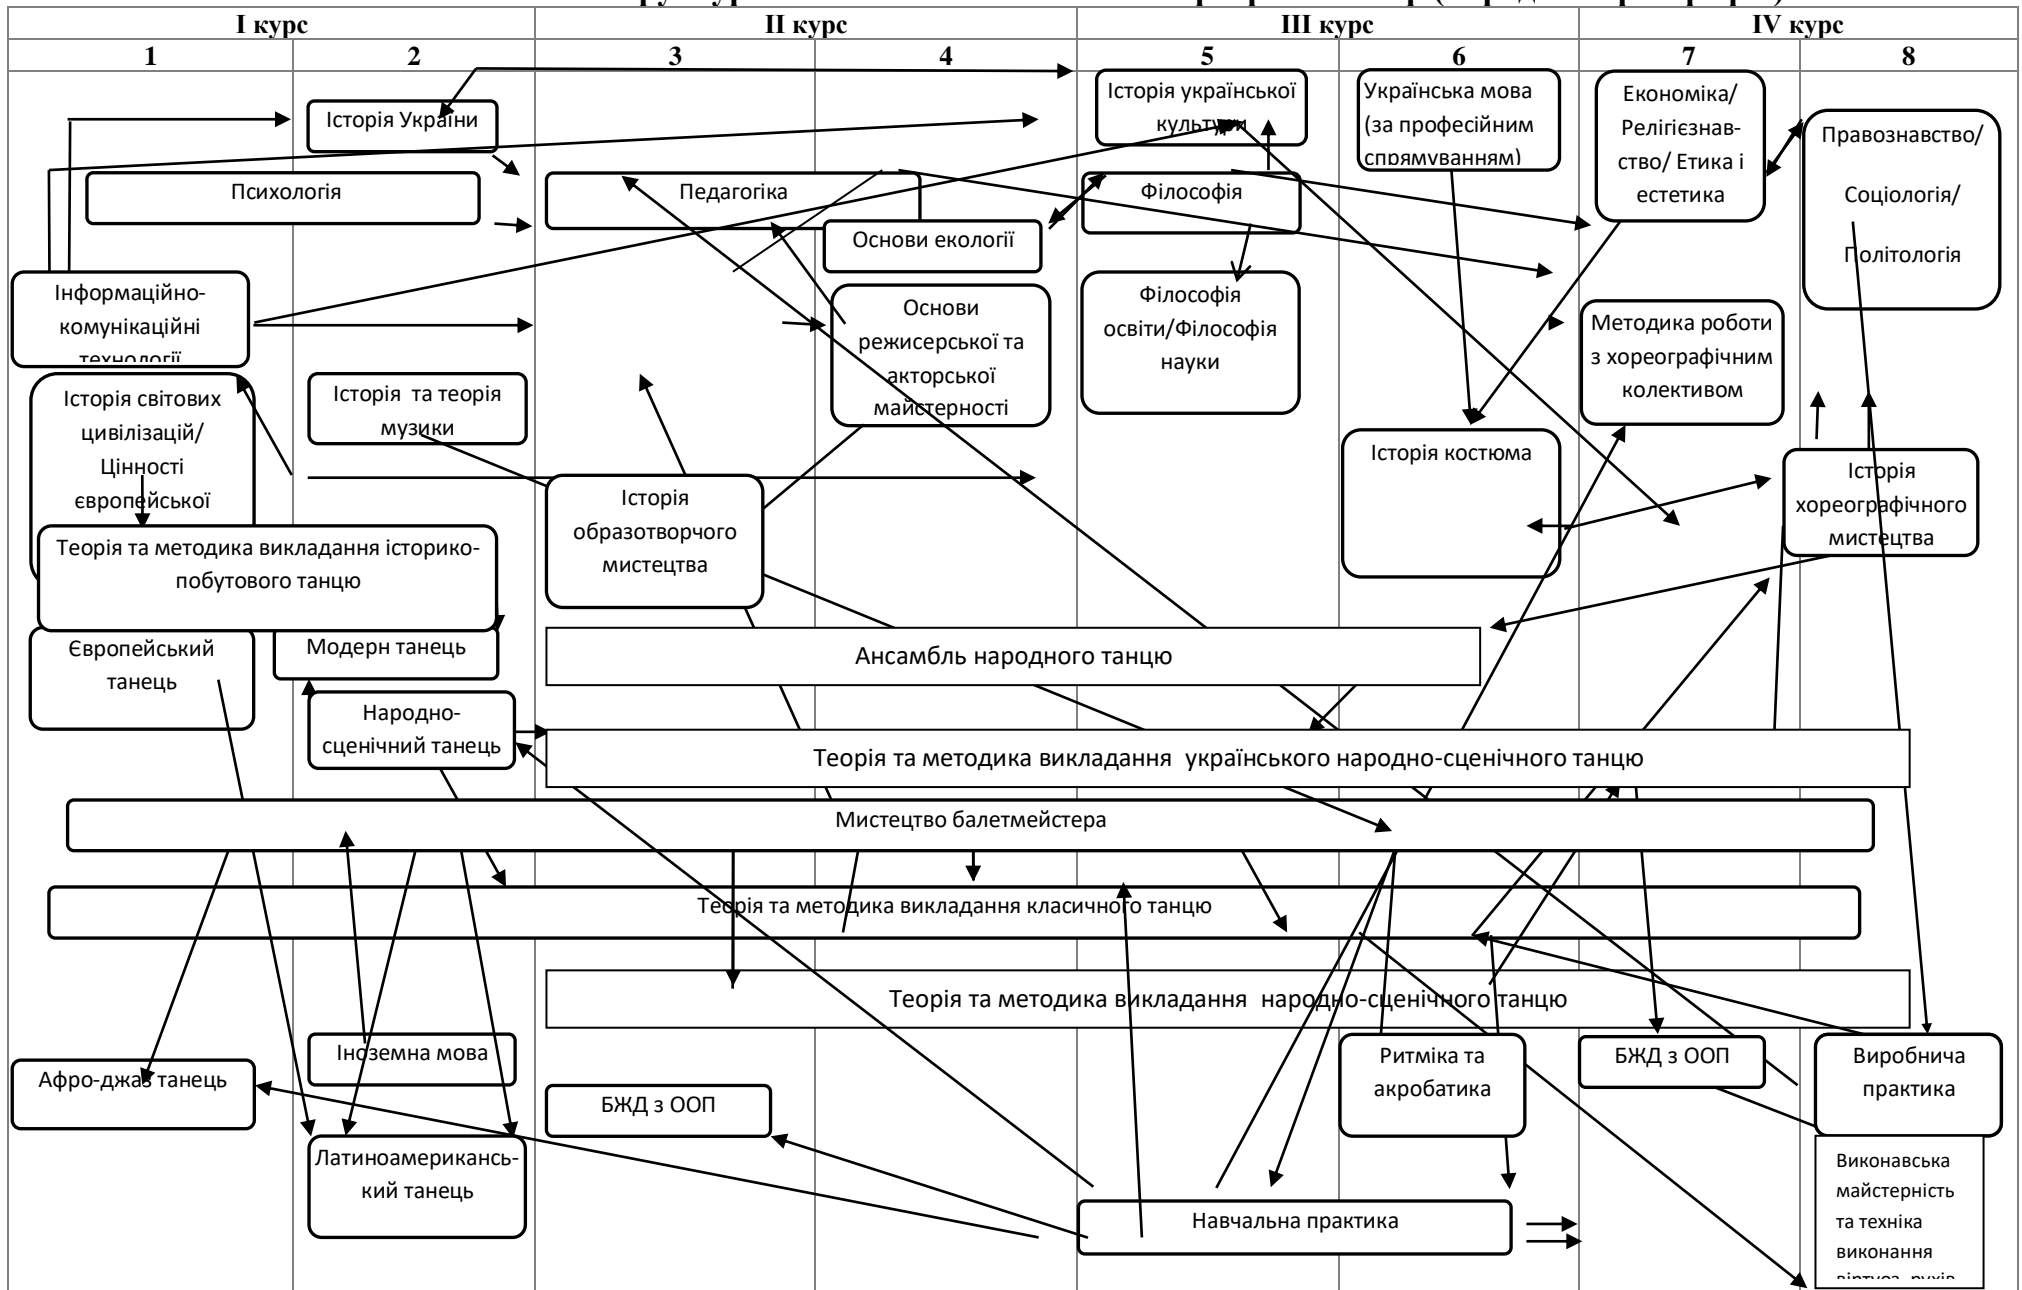 І курс
ІІ курс
ІІІ курс
IV курс
1
2
3
4
5
6
7
8
Історія України
Історія української
культури
Українська мова
(за професійним
спрямуванням)
Економіка/
Релігієзнав-
ство/ Етика і
естетика
Правознавство/
Соціологія/
Політологія
Психологія
Педагогіка
Філософія
Основи екології
Інформаційно-
комунікаційні
технології
Основи
режисерської та
акторської
майстерності
Філософія
освіти/Філософія
науки
Методика роботи
з хореографічним
колективом
Історія світових
цивілізацій/
Цінності
європейської
Історія та теорія
музики
Історія
образотворчого
мистецтва
Історія костюма
Історія
хореографічного
мистецтва
Теорія та методика викладання історико-
побутового танцю
Європейський
танець
Модерн танець
Ансамбль народного танцю
Народно-
сценічний танець
Теорія та методика викладання українського народно-сценічного танцю
Мистецтво балетмейстера
Теорія та методика викладання класичного танцю
Теорія та методика викладання народно-сценічного танцю
Іноземна мова
Афро-джаз танець
БЖД з ООП
Ритміка та
акробатика
БЖД з ООП
Виробнича
практика
Латиноамерикансь-
кий танець
Навчальна практика
Виконавська
майстерність
та техніка
виконання